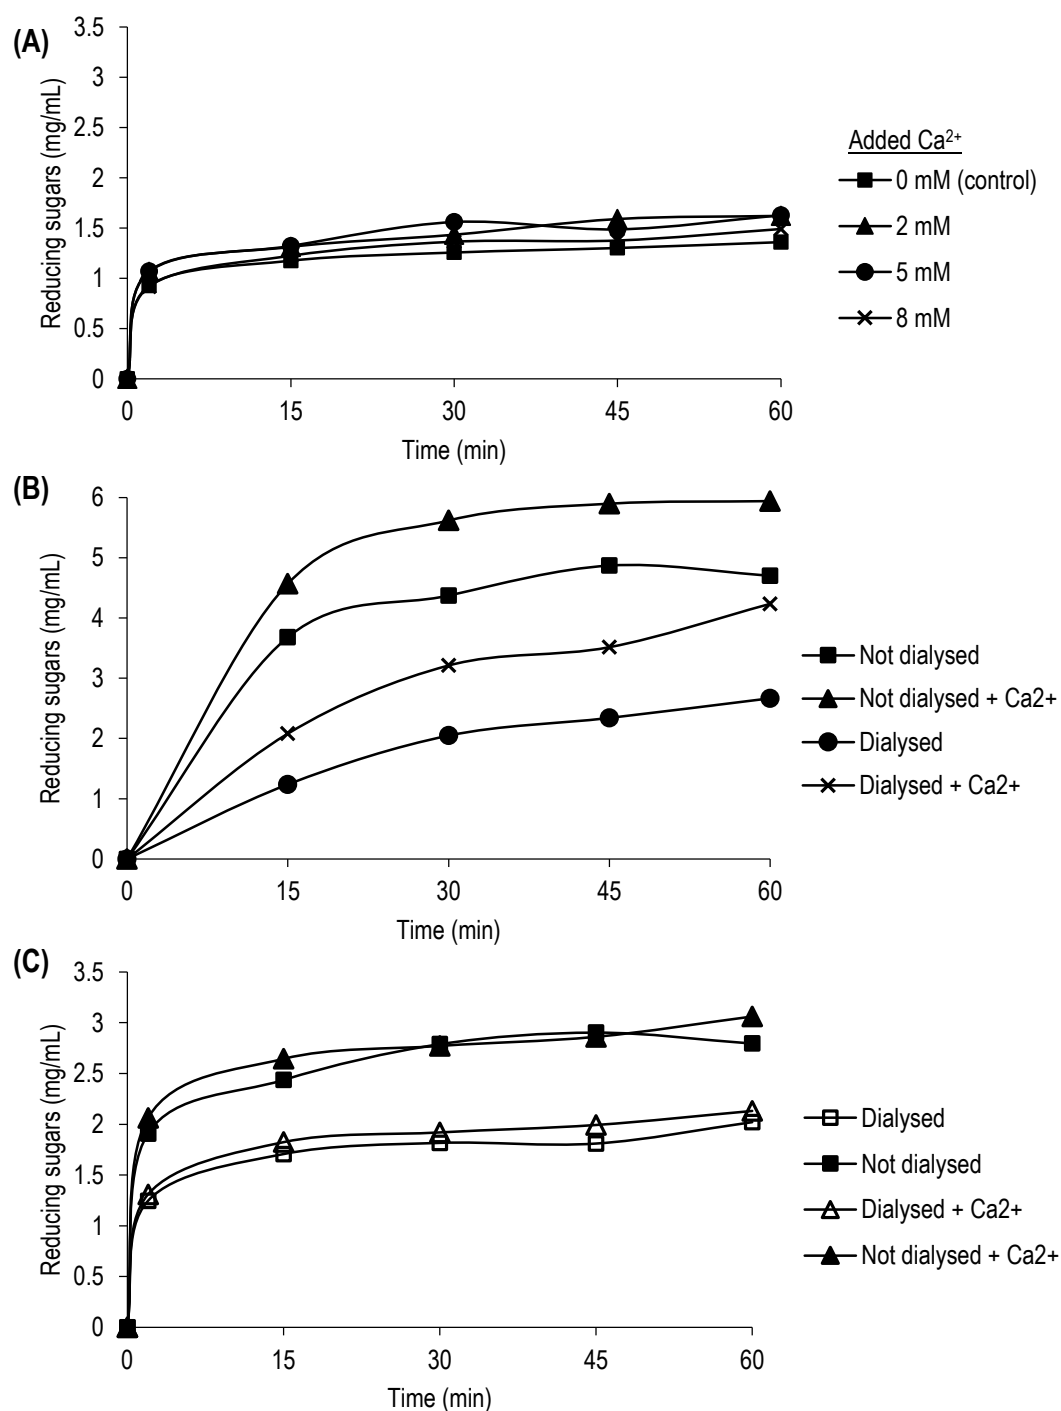 (A)
Reducing sugars (mg/mL)
3.5
3
2.5
2
1.5
1
0.5
0
0 15 30 45 60
Time (min)
Added Ca²⁺
0 mM (control)
2 mM
5 mM
8 mM
(B)
Reducing sugars (mg/mL)
6
5
4
3
2
1
0
0 15 30 45 60
Time (min)
Not dialysed
Not dialysed + Ca2+
Dialysed
Dialysed + Ca2+
(C)
Reducing sugars (mg/mL)
3.5
3
2.5
2
1.5
1
0.5
0
0 15 30 45 60
Time (min)
Dialysed
Not dialysed
Dialysed + Ca2+
Not dialysed + Ca2+